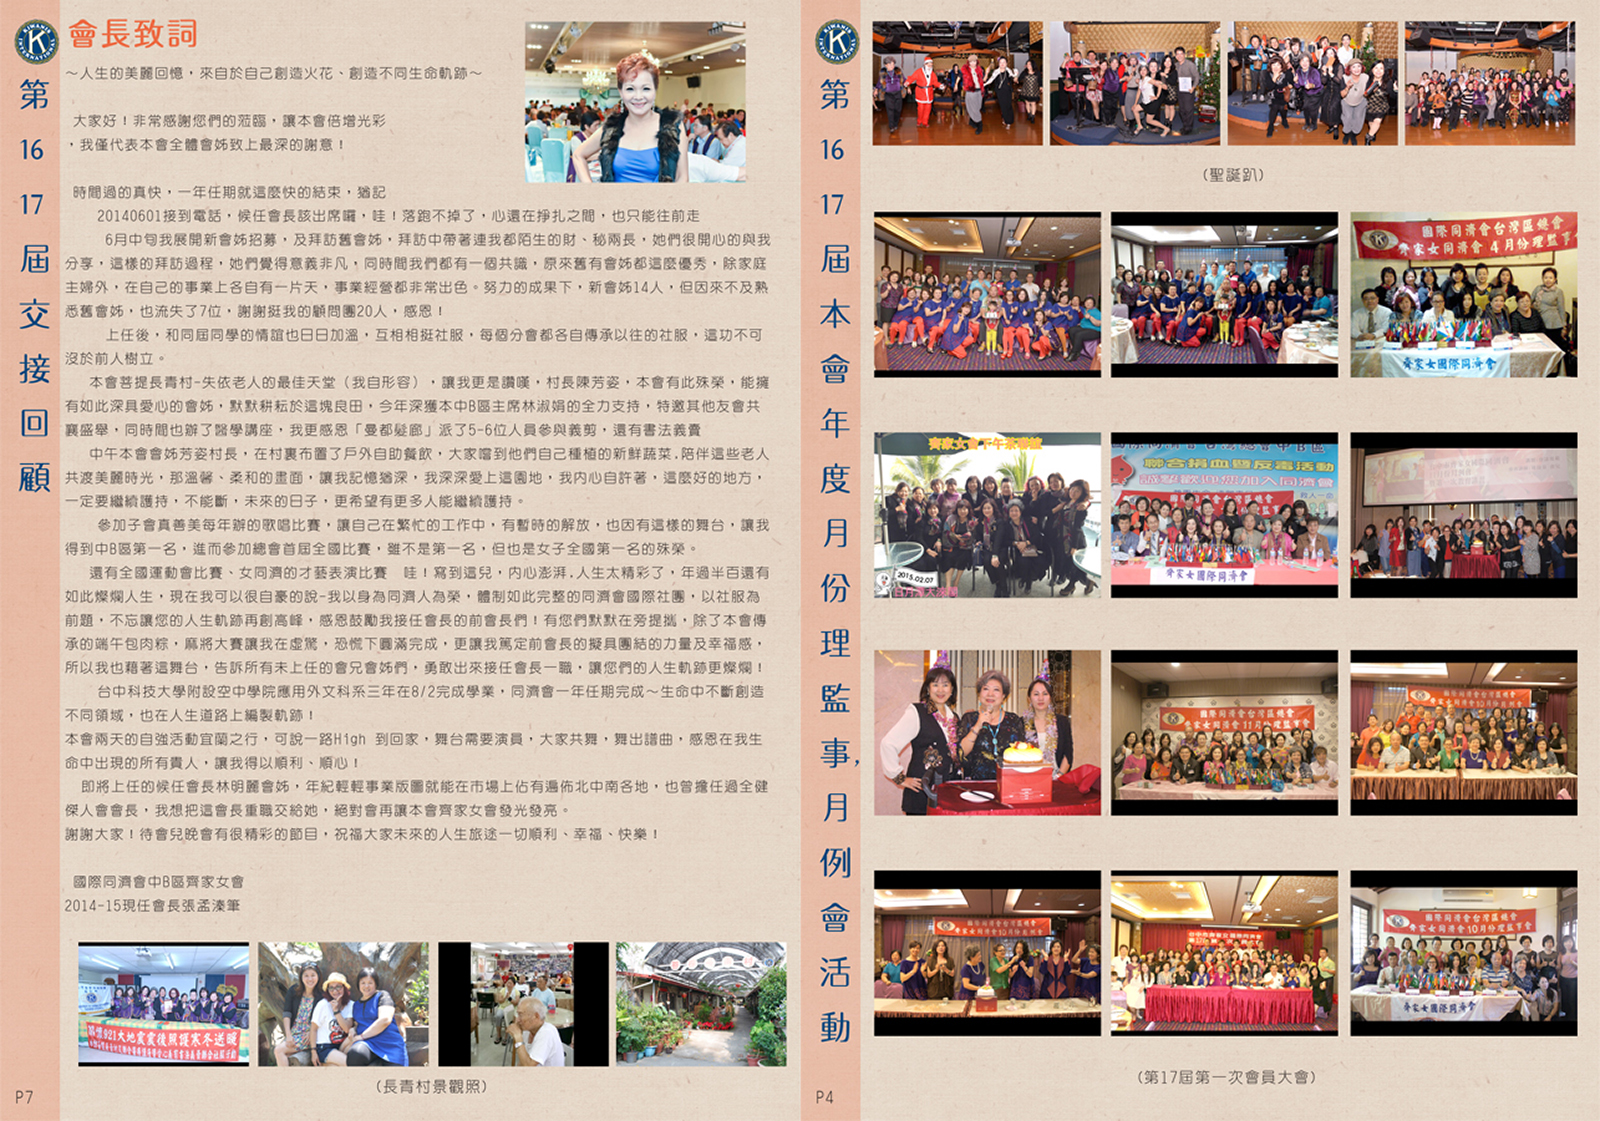 會長致詞
～人生的美麗回憶，來自於自己創造火花、創造不同生命軌跡～
大家好！非常感謝您們的蒞臨，讓本會倍增光彩
，我僅代表本會全體會姊致上最深的謝意！
時間過的真快，一年任期就這麼快的結束，猶記
20140601接到電話，候任會長該出席囉，哇！落跑不掉了，心還在掙扎之間，也只能往前走
6月中旬我展開新會姊招募，及拜訪舊會姊，拜訪中帶著連我都陌生的財、秘兩長，她們很開心的與我
分享，這樣的拜訪過程，她們覺得意義非凡，同時間我們都有一個共識，原來舊有會姊都這麼優秀，除家庭
主婦外，在自己的事業上各自有一片天，事業經營都非常出色。努力的成果下，新會姊14人，但因來不及熟
悉舊會姊，也流失了7位，謝謝挺我的顧問團20人，感恩！
上任後，和同屆同學的情誼也日日加溫，互相相挺社服，每個分會都各自傳承以往的社服，這功不可
沒於前人樹立。
本會菩提長青村-失依老人的最佳天堂（我自形容），讓我更是讚嘆，村長陳芳姿，本會有此殊榮，能擁
有如此深具愛心的會姊，默默耕耘於這塊良田，今年深獲本中B區主席林淑娟的全力支持，特邀其他友會共
襄盛舉，同時間也辦了醫學講座，我更感恩「曼都髮廊」派了5-6位人員參與義剪，還有書法義賣
中午本會會姊芳姿村長，在村裏布置了戶外自助餐飲，大家嚐到他們自己種植的新鮮蔬菜.陪伴這些老人
共渡美麗時光，那溫馨、柔和的畫面，讓我記憶猶深，我深深愛上這園地，我內心自許著，這麼好的地方，
一定要繼續護持，不能斷，未來的日子，更希望有更多人能繼續護持。
參加子會真善美每年辦的歌唱比賽，讓自己在繁忙的工作中，有暫時的解放，也因有這樣的舞台，讓我
得到中B區第一名，進而參加總會首屆全國比賽，雖不是第一名，但也是女子全國第一名的殊榮。
還有全國運動會比賽、女同濟的才藝表演比賽 哇！寫到這兒，內心澎湃.人生太精彩了，年過半百還有
如此燦爛人生，現在我可以很自豪的說-我以身為同濟人為榮，體制如此完整的同濟會國際社團，以社服為
前題，不忘讓您的人生軌跡再創高峰，感恩鼓勵我接任會長的前會長們！有您們默默在旁提攜，除了本會傳
承的端午包肉粽，麻將大賽讓我在虛驚，恐慌下圓滿完成，更讓我篤定前會長的擬具團結的力量及幸福感，
所以我也藉著這舞台，告訴所有未上任的會兄會姊們，勇敢出來接任會長一職，讓您們的人生軌跡更燦爛！
台中科技大學附設空中學院應用外文科系三年在8/2完成學業，同濟會一年任期完成～生命中不斷創造
不同領域，也在人生道路上編製軌跡！
本會兩天的自強活動宜蘭之行，可說一路High 到回家，舞台需要演員，大家共舞，舞出譜曲，感恩在我生
命中出現的所有貴人，讓我得以順利、順心！
即將上任的候任會長林明麗會姊，年紀輕輕事業版圖就能在市場上佔有遍佈北中南各地，也曾擔任過全健
傑人會會長，我想把這會長重職交給她，絕對會再讓本會齊家女會發光發亮。
謝謝大家！待會兒晚會有很精彩的節目，祝福大家未來的人生旅途一切順利、幸福、快樂！
國際同濟會中B區齊家女會
2014-15現任會長張孟溱筆
（長青村景觀照）
第16 17屆交接回顧
P7
第16 17屆本會年度月份理監事,月例會活動
（聖誕趴）
國際同濟會台灣區總會
齊家女同濟會 4月份理監事
齊家女國際同濟會
齊家女會下午茶聯誼
2015.02.07
聯合捐血暨反毒活動
誠摯歡迎您加入同濟會
齊家女國際同濟會
國際同濟會台灣區總會
齊家女同濟會11月份理監事會
國際同濟會台灣區總會
齊家女同濟會10月份
國際同濟會台灣區總會
齊家女同濟會10月份
國際同濟會台灣區總會
齊家女同濟會10月份理監事會
齊家女國際同濟會
（第17屆第一次會員大會）
P4